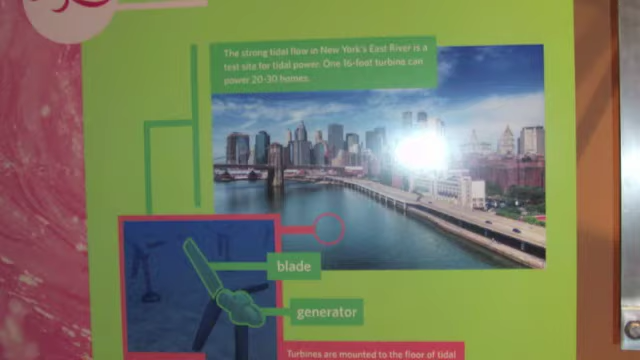 The strong tidal flow in New York's East River is a
test site for tidal power. One 16-foot turbine can
power 20-30 homes.
blade
generator
Turbines are mounted to the floor of tidal